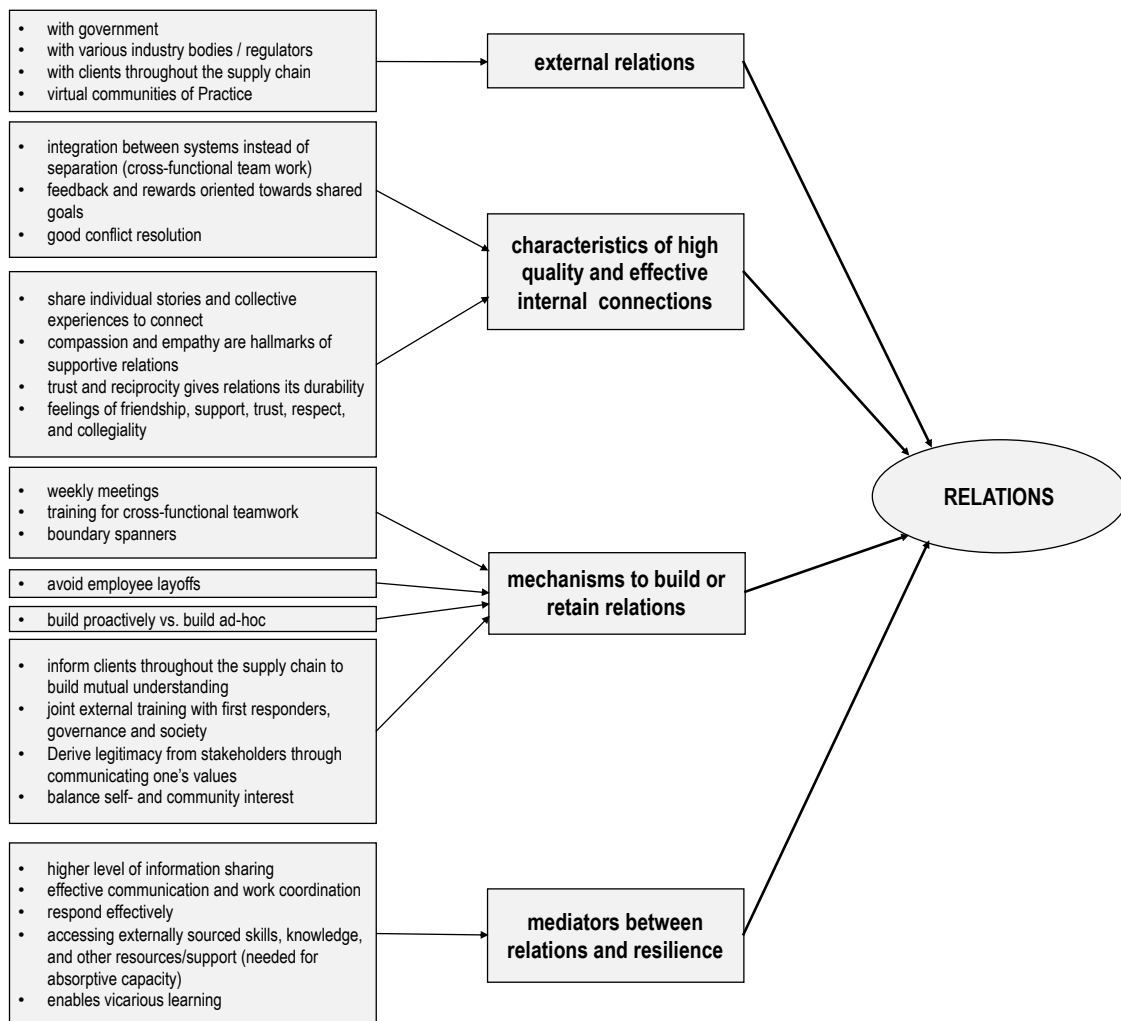 • with government
• with various industry bodies / regulators
• with clients throughout the supply chain
• virtual communities of Practice
external relations
• integration between systems instead of
separation (cross-functional team work)
• feedback and rewards oriented towards shared
goals
• good conflict resolution
characteristics of high
quality and effective
internal connections
• share individual stories and collective
experiences to connect
• compassion and empathy are hallmarks of
supportive relations
• trust and reciprocity gives relations its durability
• feelings of friendship, support, trust, respect,
and collegiality
RELATIONS
• weekly meetings
• training for cross-functional teamwork
• boundary spanners
• avoid employee layoffs
• build proactively vs. build ad-hoc
mechanisms to build or
retain relations
• inform clients throughout the supply chain to
build mutual understanding
• joint external training with first responders,
governance and society
• Derive legitimacy from stakeholders through
communicating one's values
• balance self- and community interest
• higher level of information sharing
• effective communication and work coordination
• respond effectively
• accessing externally sourced skills, knowledge,
and other resources/support (needed for
absorptive capacity)
• enables vicarious learning
mediators between
relations and resilience